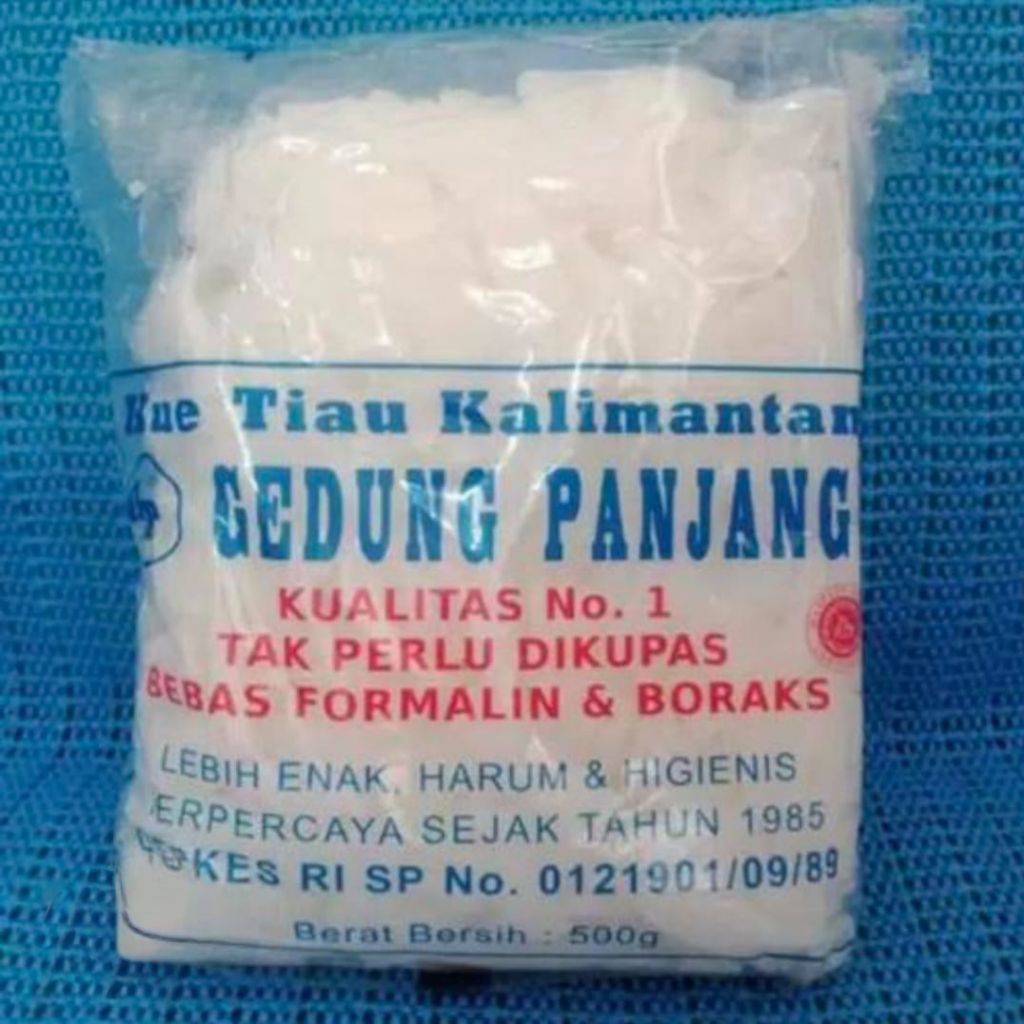 Kue Tiau Kalimantan
GEDUNG PANJANG
KUALITAS No. 1
TAK PERLU DIKUPAS
BEBAS FORMALIN & BORAKS
LEBIH ENAK, HARUM & HIGIENIS
TERPERCAYA SEJAK TAHUN 1985
DEPKES RI SP No. 0121901/09/89
Berat Bersih : 500g